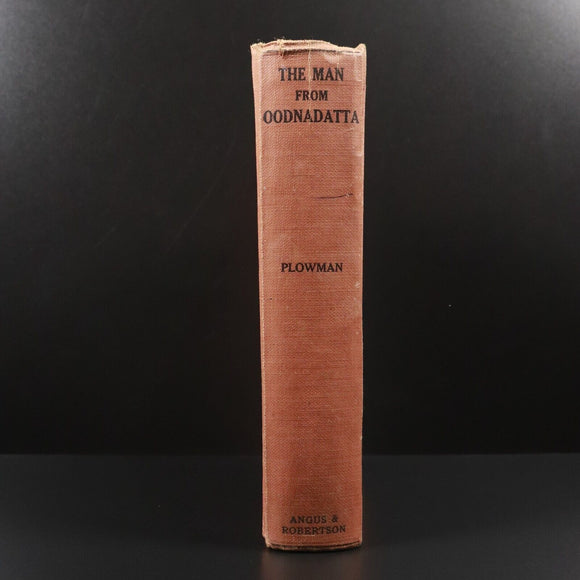 THE MAN
FROM
OODNADATTA
PLOWMAN
ANGUS &
ROBERTSON